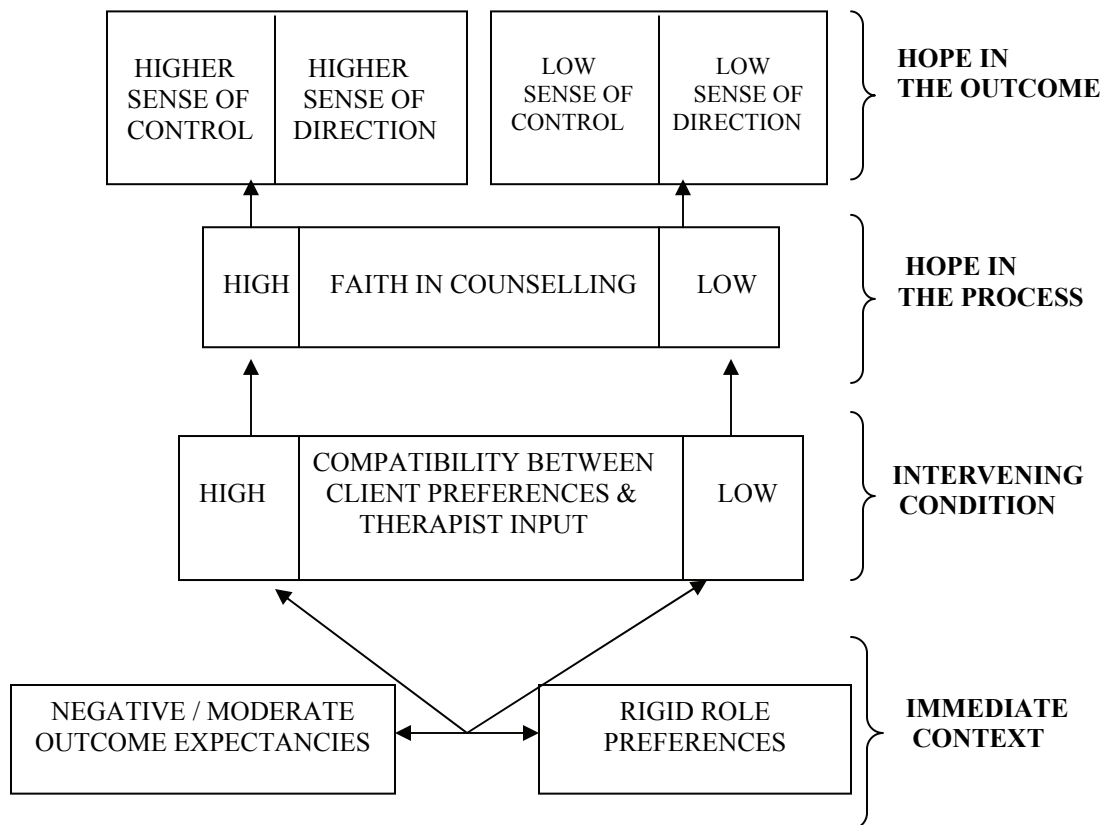 HIGHER
SENSE OF
CONTROL
HIGHER
SENSE OF
DIRECTION
LOW
SENSE OF
CONTROL
LOW
SENSE OF
DIRECTION
HOPE IN
THE OUTCOME
HIGH
FAITH IN COUNSELLING
LOW
HOPE IN
THE PROCESS
HIGH
COMPATIBILITY BETWEEN
CLIENT PREFERENCES &
THERAPIST INPUT
LOW
INTERVENING
CONDITION
NEGATIVE / MODERATE
OUTCOME EXPECTANCIES
RIGID ROLE
PREFERENCES
IMMEDIATE
CONTEXT